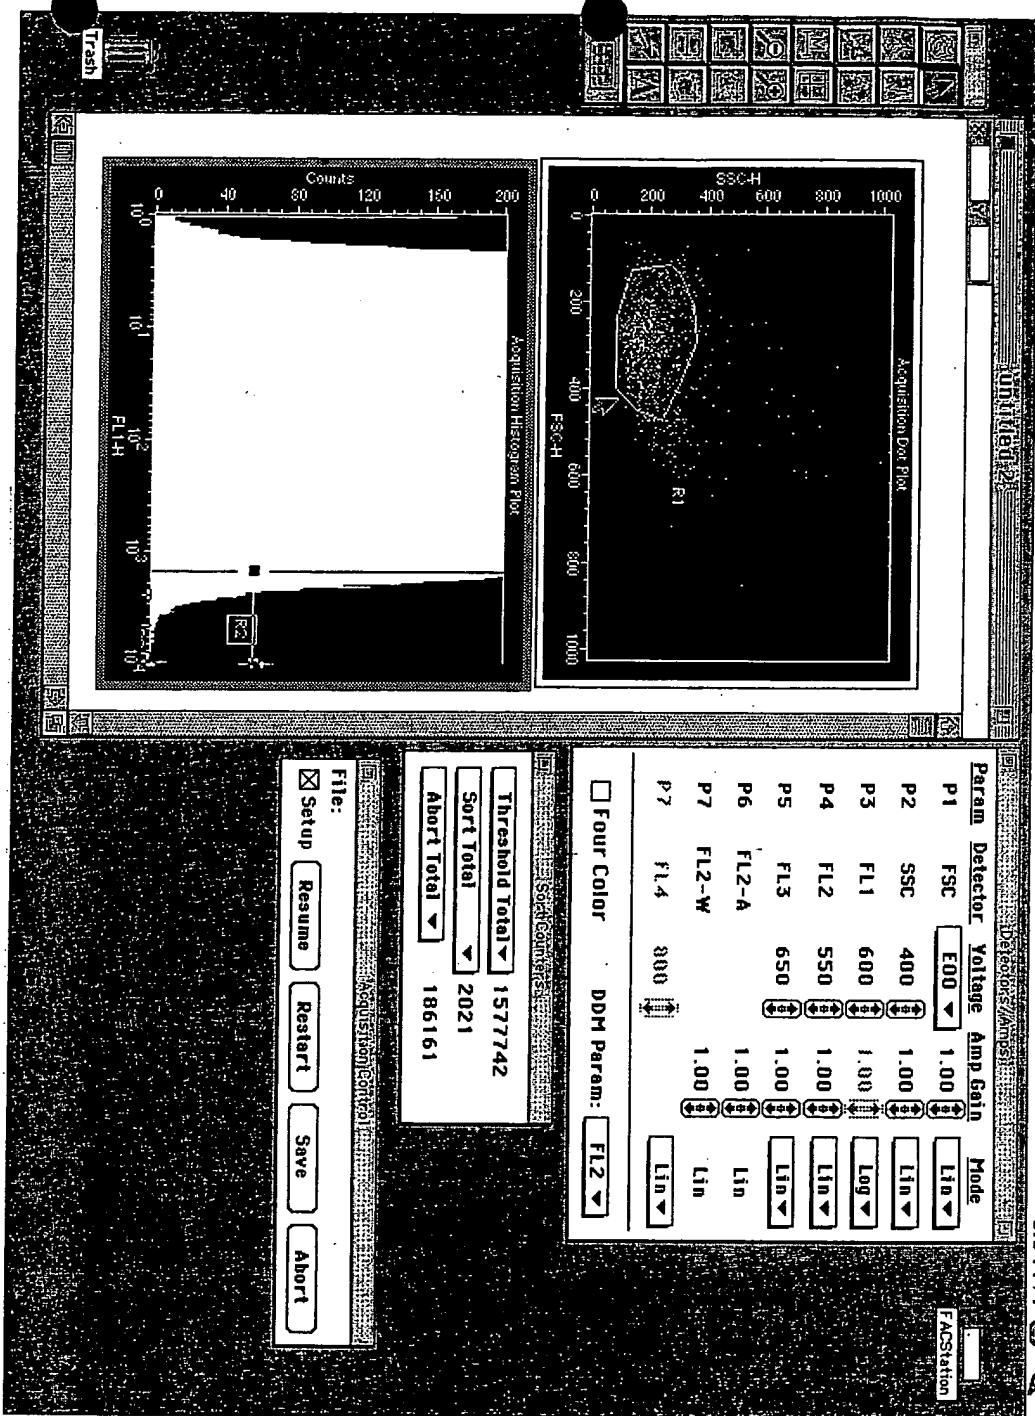 Untitled-2
Acquisition Dot Plot
SSC-H
0 200 400 600 800 1000
R1
0 200 400 600 800 1000
FSC-H
Acquisition Histogram Plot
Counts
0 40 80 120 160 200
R2
10^0 10^1 10^2 10^3 10^4
FL1-H
Trash
Detectors/Amps
Param Detector Voltage Amp Gain Mode
P1 FSC E00 1.00 Lin
P2 SSC 400 1.00 Lin
P3 FL1 600 1.00 Log
P4 FL2 550 1.00 Lin
P5 FL3 650 1.00 Lin
P6 FL2-A 1.00 Lin
P7 FL2-W 1.00 Lin
P7 FL4 800 Lin
Four Color DDM Param: FL2
Sort Counters
Threshold Total 1577742
Sort Total 2021
Abort Total 186161
Acquisition Control
File:
Setup Resume Restart Save Abort
FACStation